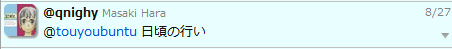 @qnighy Masaki Hara 8/27
@touyoubuntu 日頃の行い